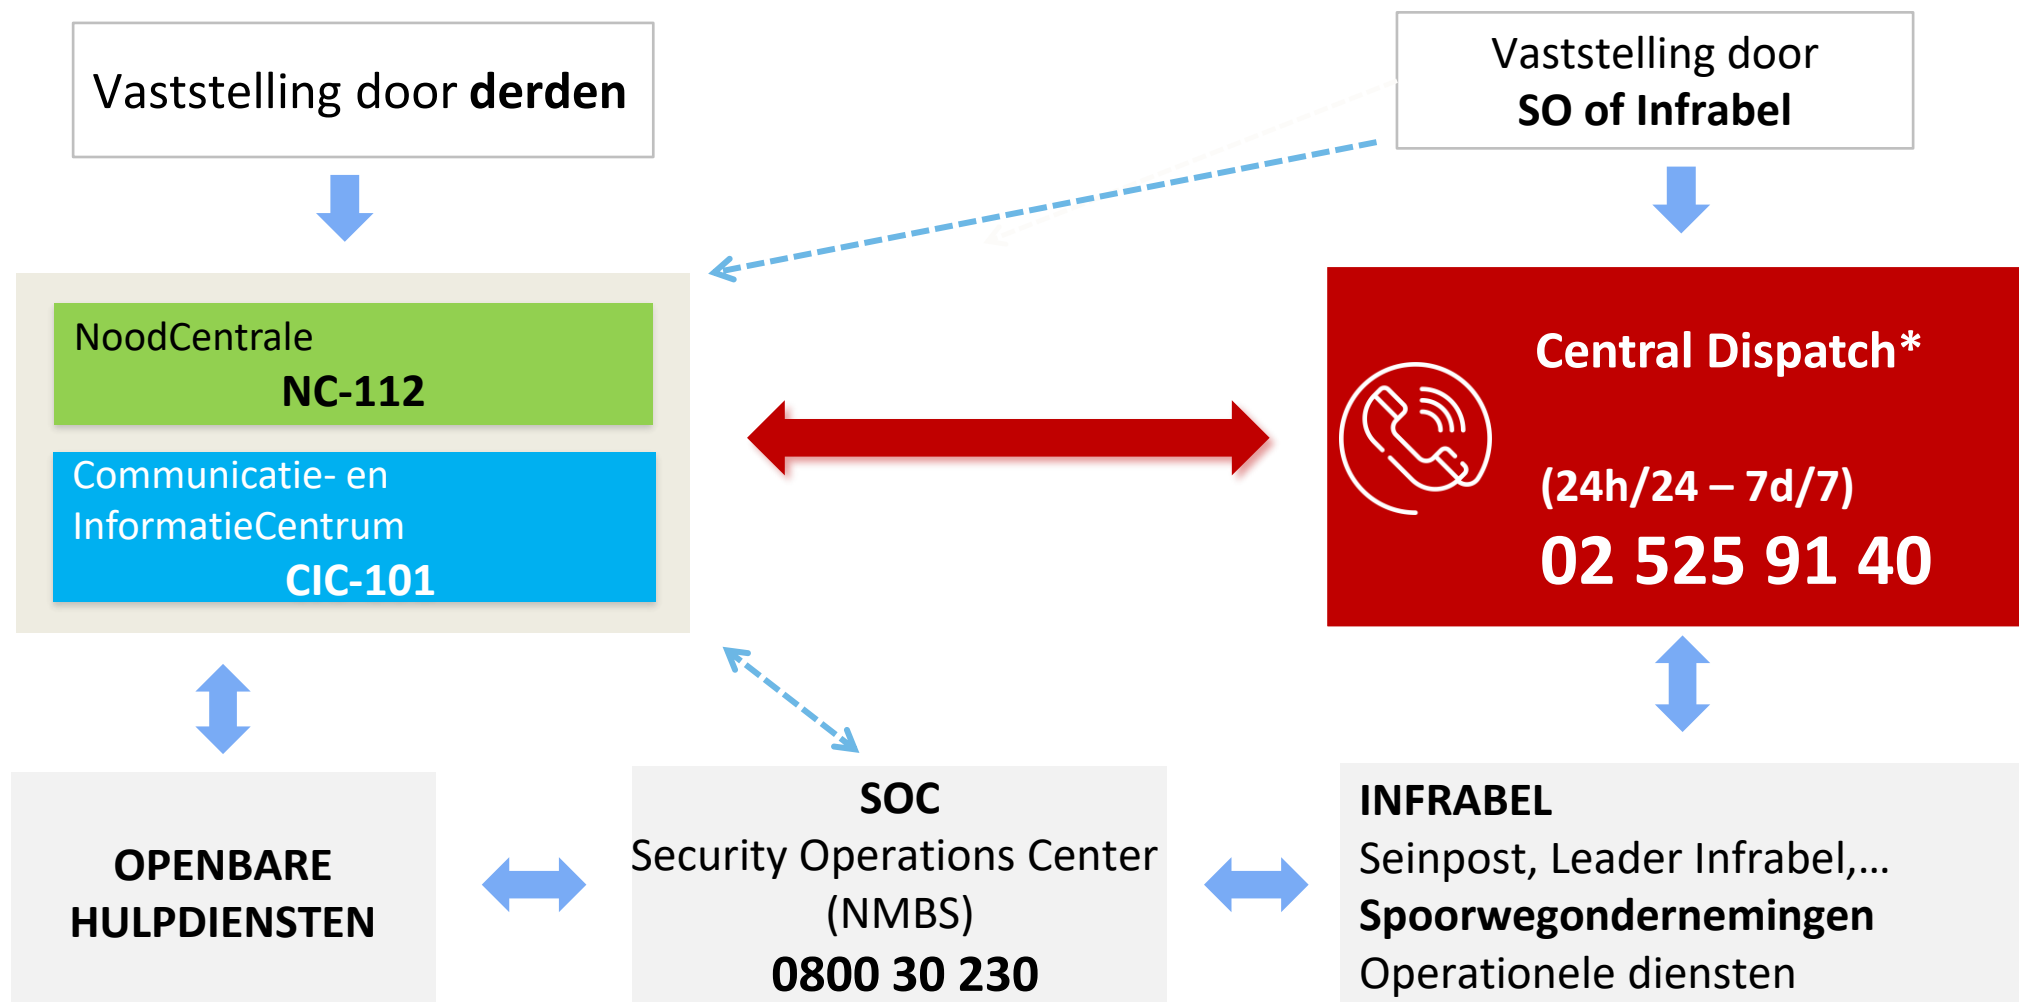 Vaststelling door derden
Vaststelling door
SO of Infrabel
NoodCentrale
NC-112
Communicatie- en
InformatieCentrum
CIC-101
Central Dispatch*
(24h/24 – 7d/7)
02 525 91 40
OPENBARE
HULPDIENSTEN
SOC
Security Operations Center
(NMBS)
0800 30 230
INFRABEL
Seinpost, Leader Infrabel,...
Spoorwegondernemingen
Operationele diensten